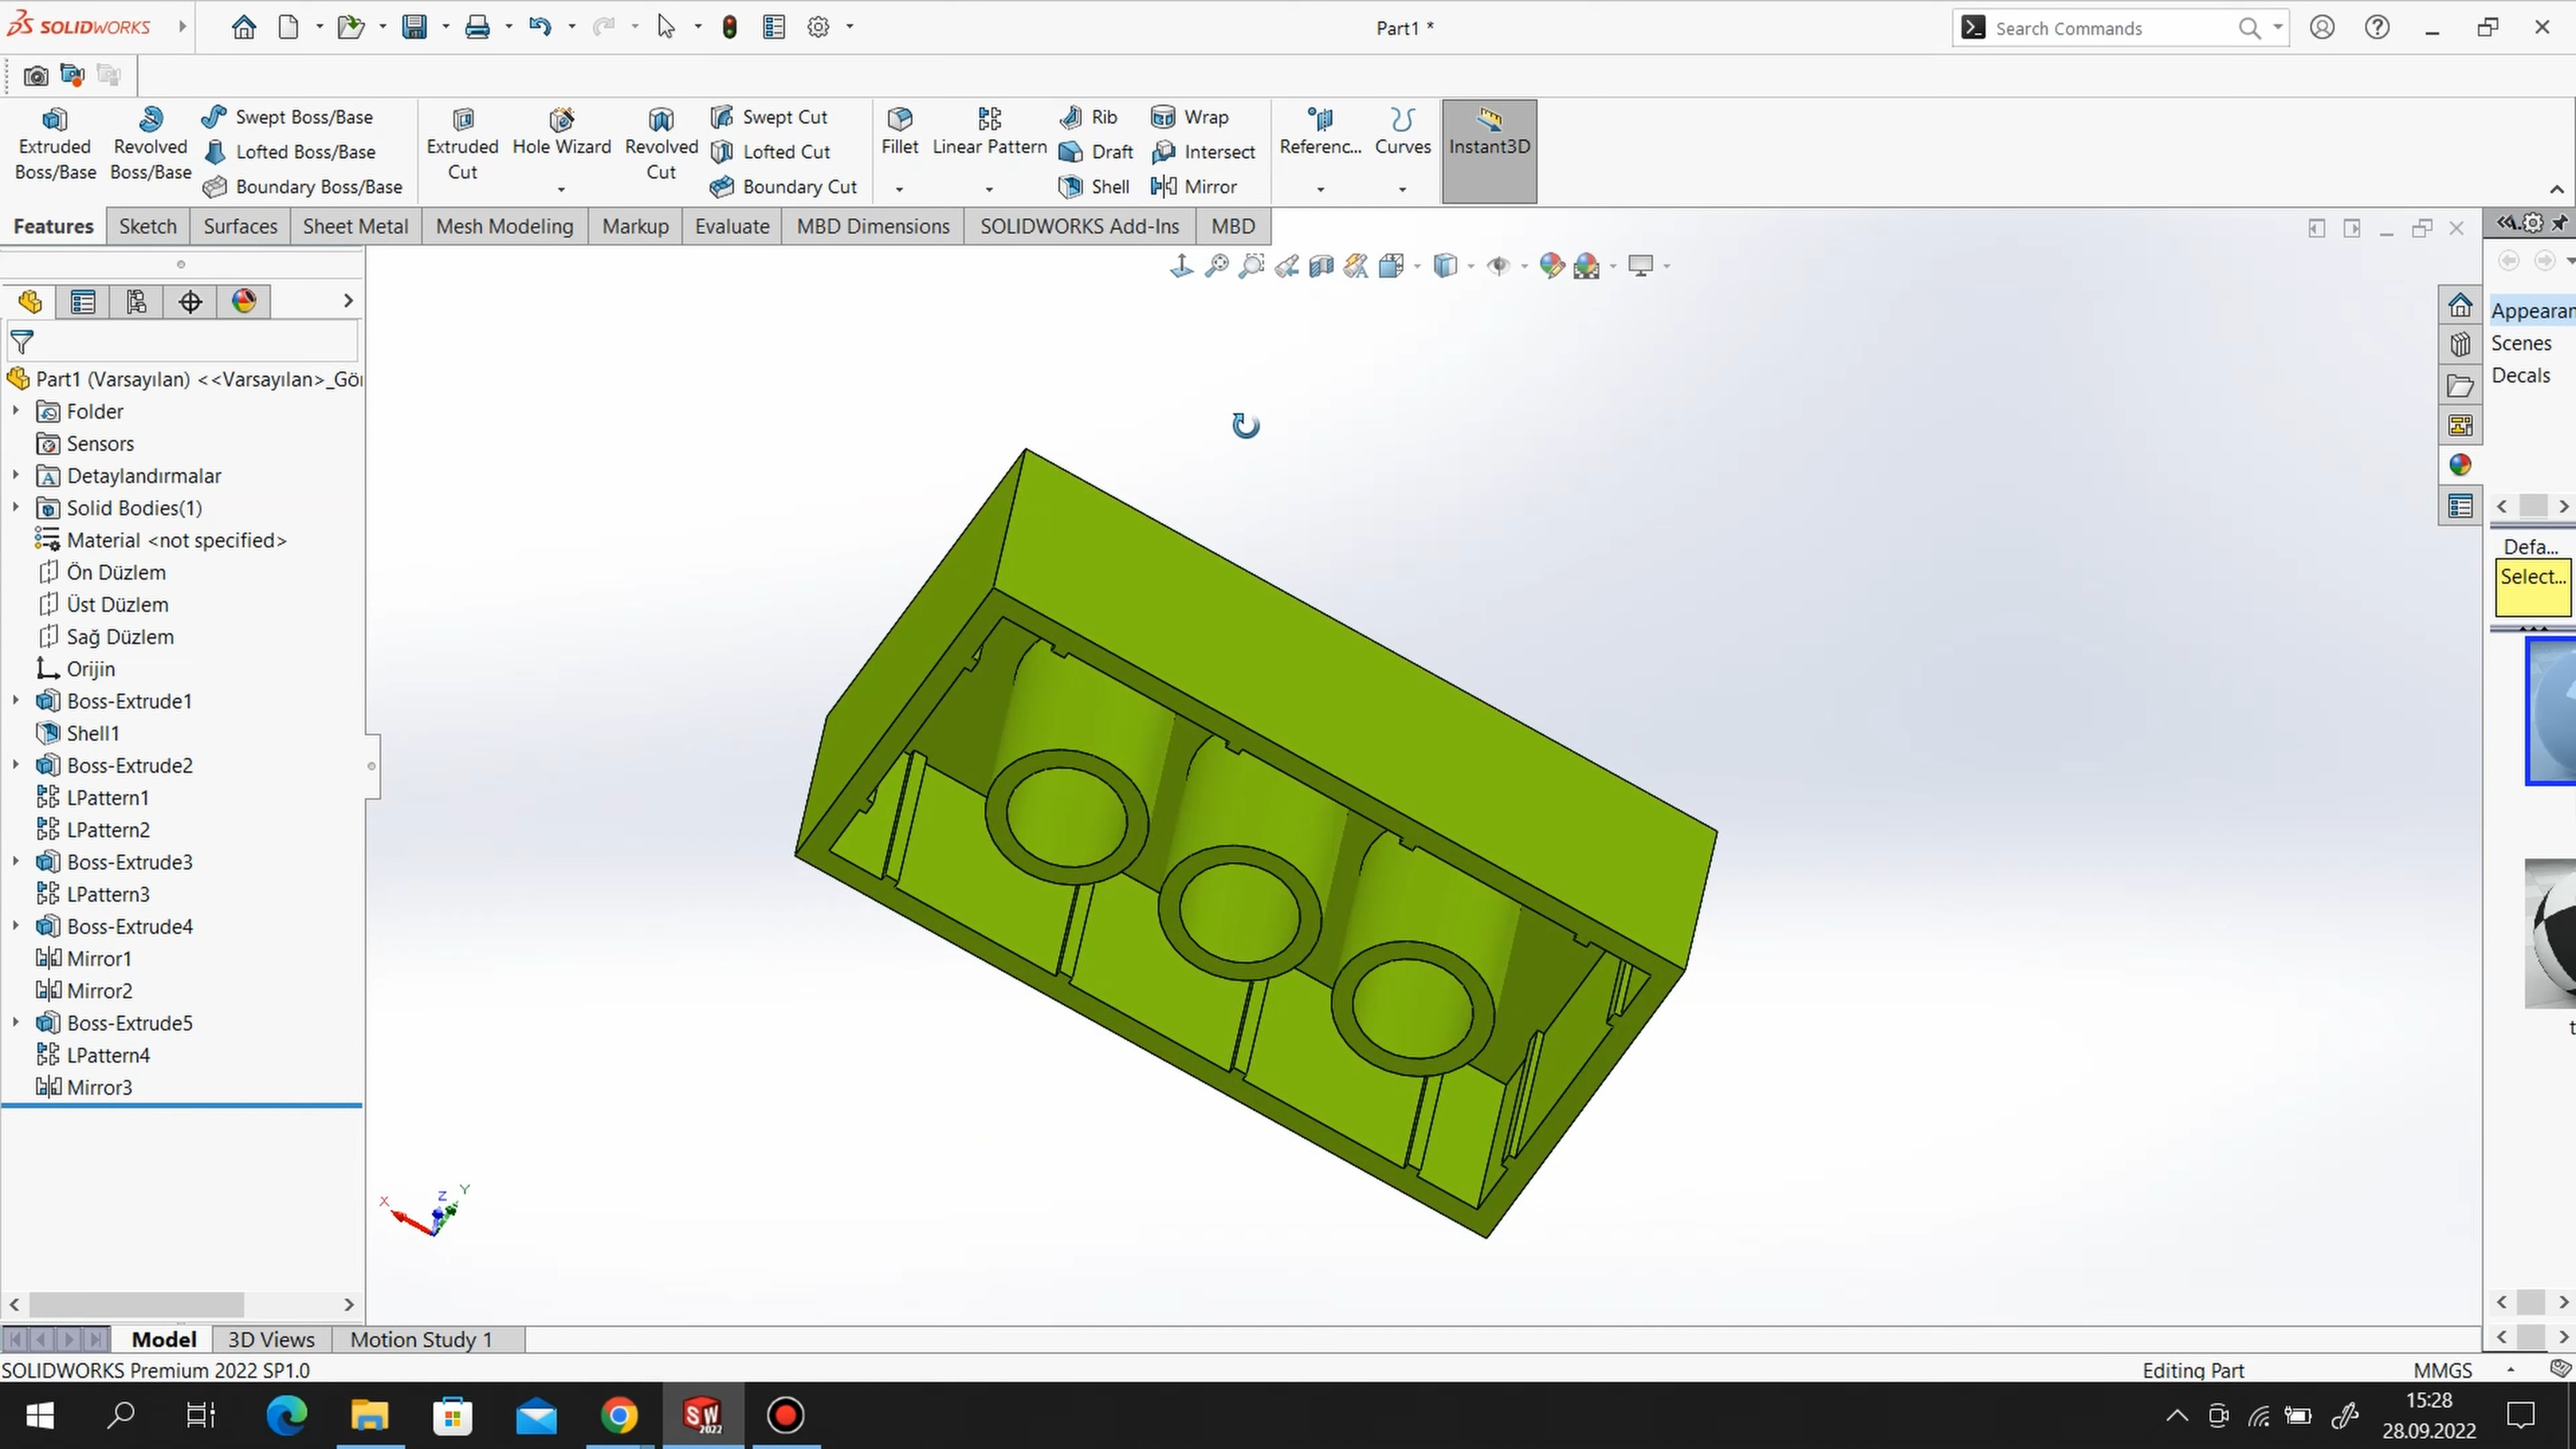 SOLIDWORKS
Part1 *
Search Commands
Extruded Boss/Base
Revolved Boss/Base
Swept Boss/Base
Lofted Boss/Base
Boundary Boss/Base
Extruded Cut
Hole Wizard
Revolved Cut
Swept Cut
Lofted Cut
Boundary Cut
Fillet
Linear Pattern
Rib
Draft
Shell
Wrap
Intersect
Mirror
Referenc...
Curves
Instant3D
Features
Sketch
Surfaces
Sheet Metal
Mesh Modeling
Markup
Evaluate
MBD Dimensions
SOLIDWORKS Add-Ins
MBD
Part1 (Varsayılan) <<Varsayılan>_Gö
Folder
Sensors
Detaylandırmalar
Solid Bodies(1)
Material <not specified>
Ön Düzlem
Üst Düzlem
Sağ Düzlem
Orijin
Boss-Extrude1
Shell1
Boss-Extrude2
LPattern1
LPattern2
Boss-Extrude3
LPattern3
Boss-Extrude4
Mirror1
Mirror2
Boss-Extrude5
LPattern4
Mirror3
X
Z
Y
Appearan
Scenes
Decals
Defa...
Select...
t
Model
3D Views
Motion Study 1
SOLIDWORKS Premium 2022 SP1.0
Editing Part
MMGS
SW
2022
15:28
28.09.2022